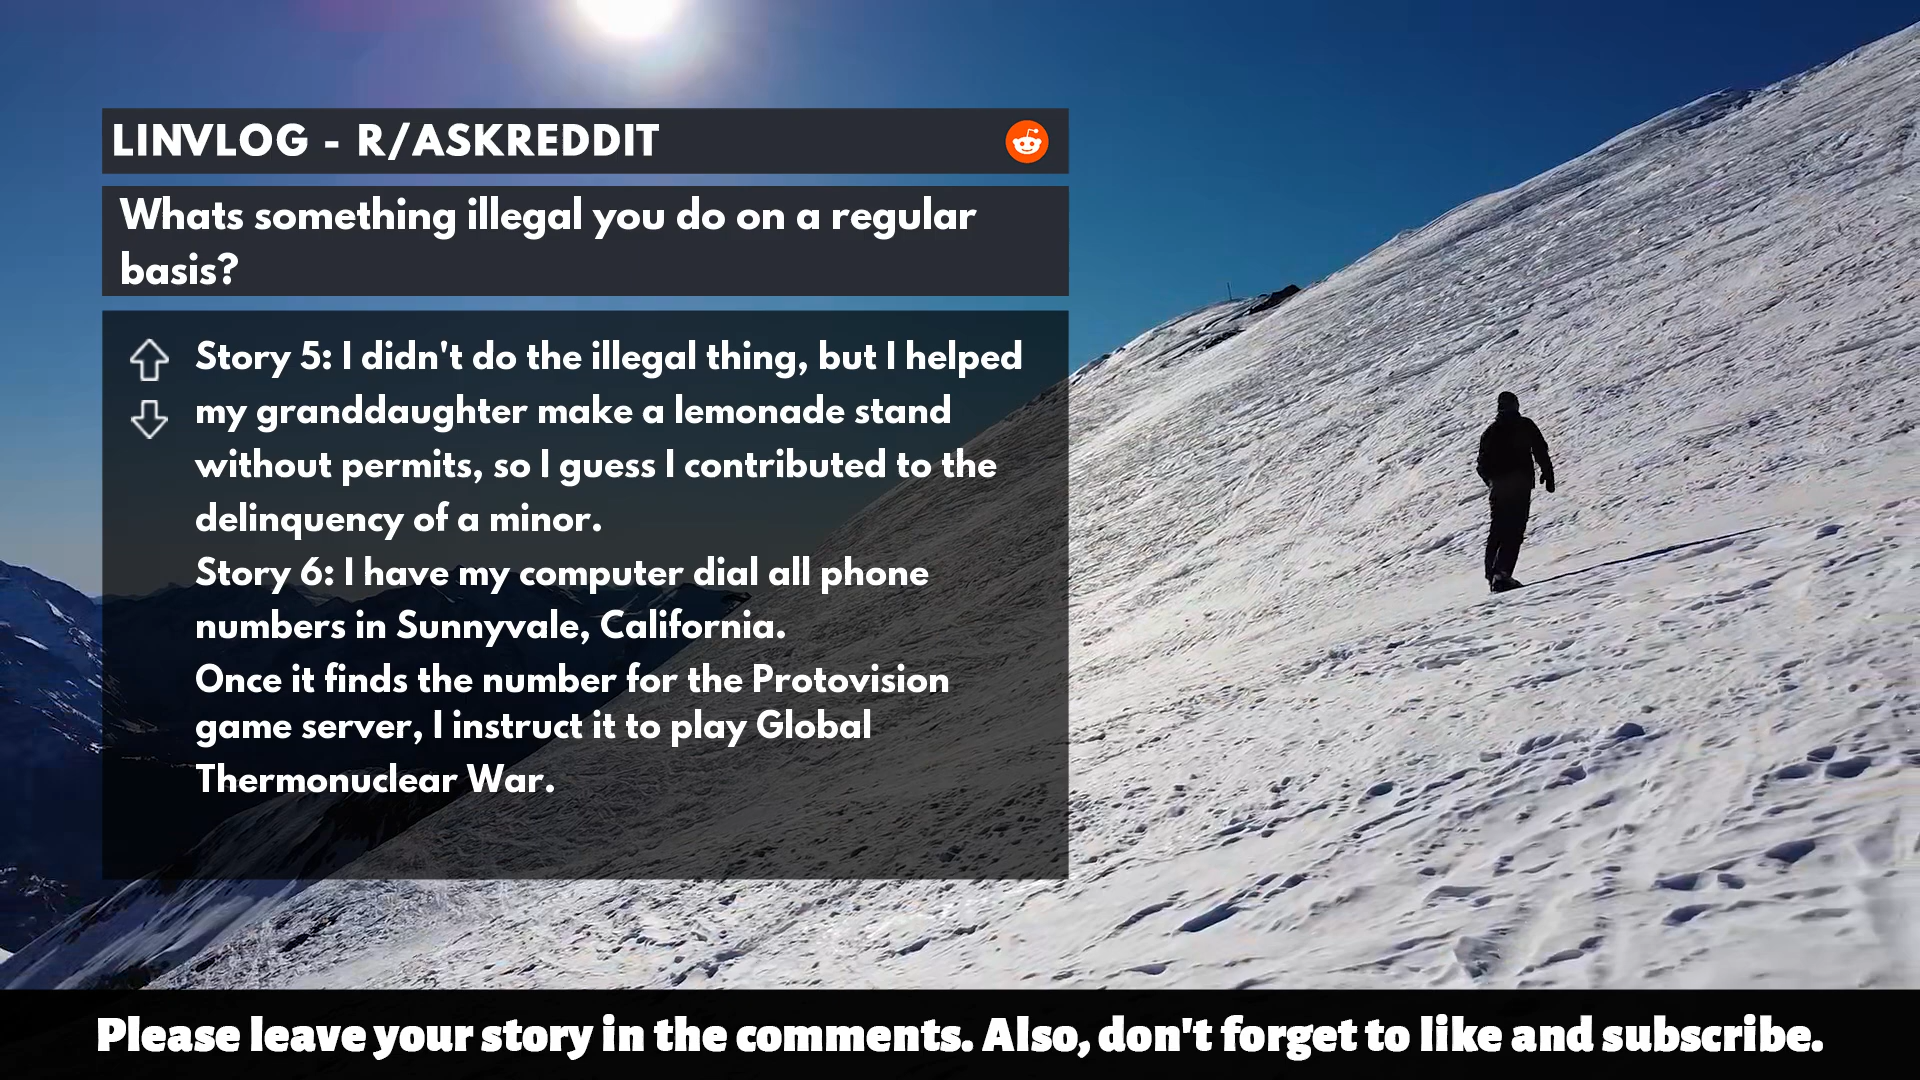 LINVLOG - R/ASKREDDIT
Whats something illegal you do on a regular
basis?
Story 5: I didn't do the illegal thing, but I helped
my granddaughter make a lemonade stand
without permits, so I guess I contributed to the
delinquency of a minor.
Story 6: I have my computer dial all phone
numbers in Sunnyvale, California.
Once it finds the number for the Protovision
game server, I instruct it to play Global
Thermonuclear War.
Please leave your story in the comments. Also, don't forget to like and subscribe.